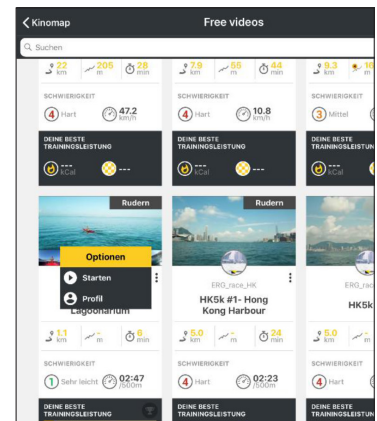 Kinomap
Free videos
Suchen
22 km 205 m 28 min
7.9 km 55 m 44 min
9.3 km
SCHWIERIGKEIT
4 Hart 47.2 km/h
SCHWIERIGKEIT
4 Hart 10.8 km/h
SCHWIERIGKEIT
3 Mittel
DEINE BESTE
TRAININGSLEISTUNG
--- kCal ---
DEINE BESTE
TRAININGSLEISTUNG
--- kCal ---
DEINE BESTE
TRAININGSLEISTUN
--- kCal
Rudern
Optionen
Starten
Profil
Lagoonarium
Rudern
ERG_race_HK
HK5k #1- Hong
Kong Harbour
ERG_rac
HK5k
1.1 km - m 6 min
5.0 km - m 24 min
5.0 km - m
SCHWIERIGKEIT
1 Sehr leicht 02:47 /500m
SCHWIERIGKEIT
4 Hart 02:23 /500m
SCHWIERIGKEIT
4 Hart
DEINE BESTE
TRAININGSLEISTUNG
DEINE BESTE
TRAININGSLEISTUNG
DEINE BESTE
TRAININGSLEISTUN